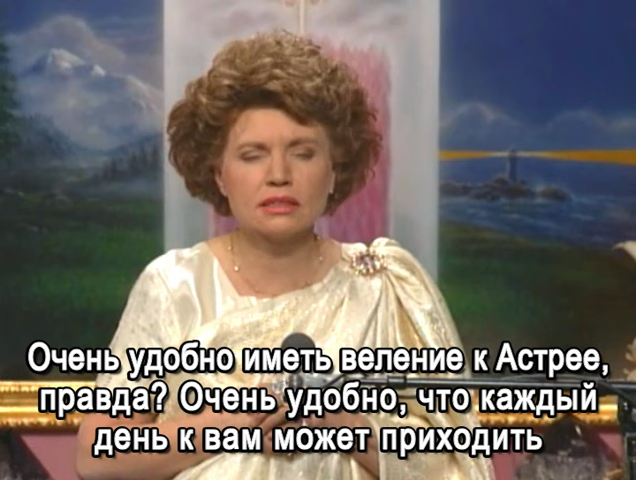 Очень удобно иметь веление к Астрее,
правда? Очень удобно, что каждый
день к вам может приходить